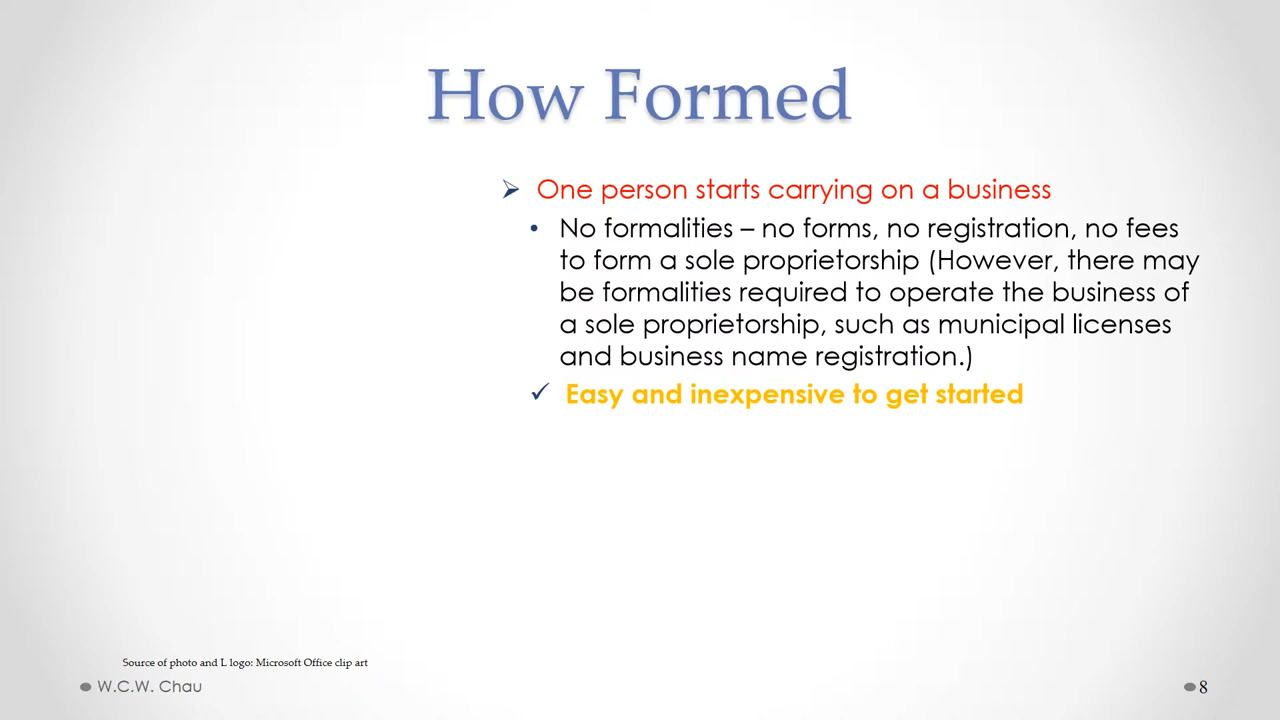 How Formed
One person starts carrying on a business
No formalities – no forms, no registration, no fees
to form a sole proprietorship (However, there may
be formalities required to operate the business of
a sole proprietorship, such as municipal licenses
and business name registration.)
Easy and inexpensive to get started
Source of photo and L logo: Microsoft Office clip art
W.C.W. Chau
8